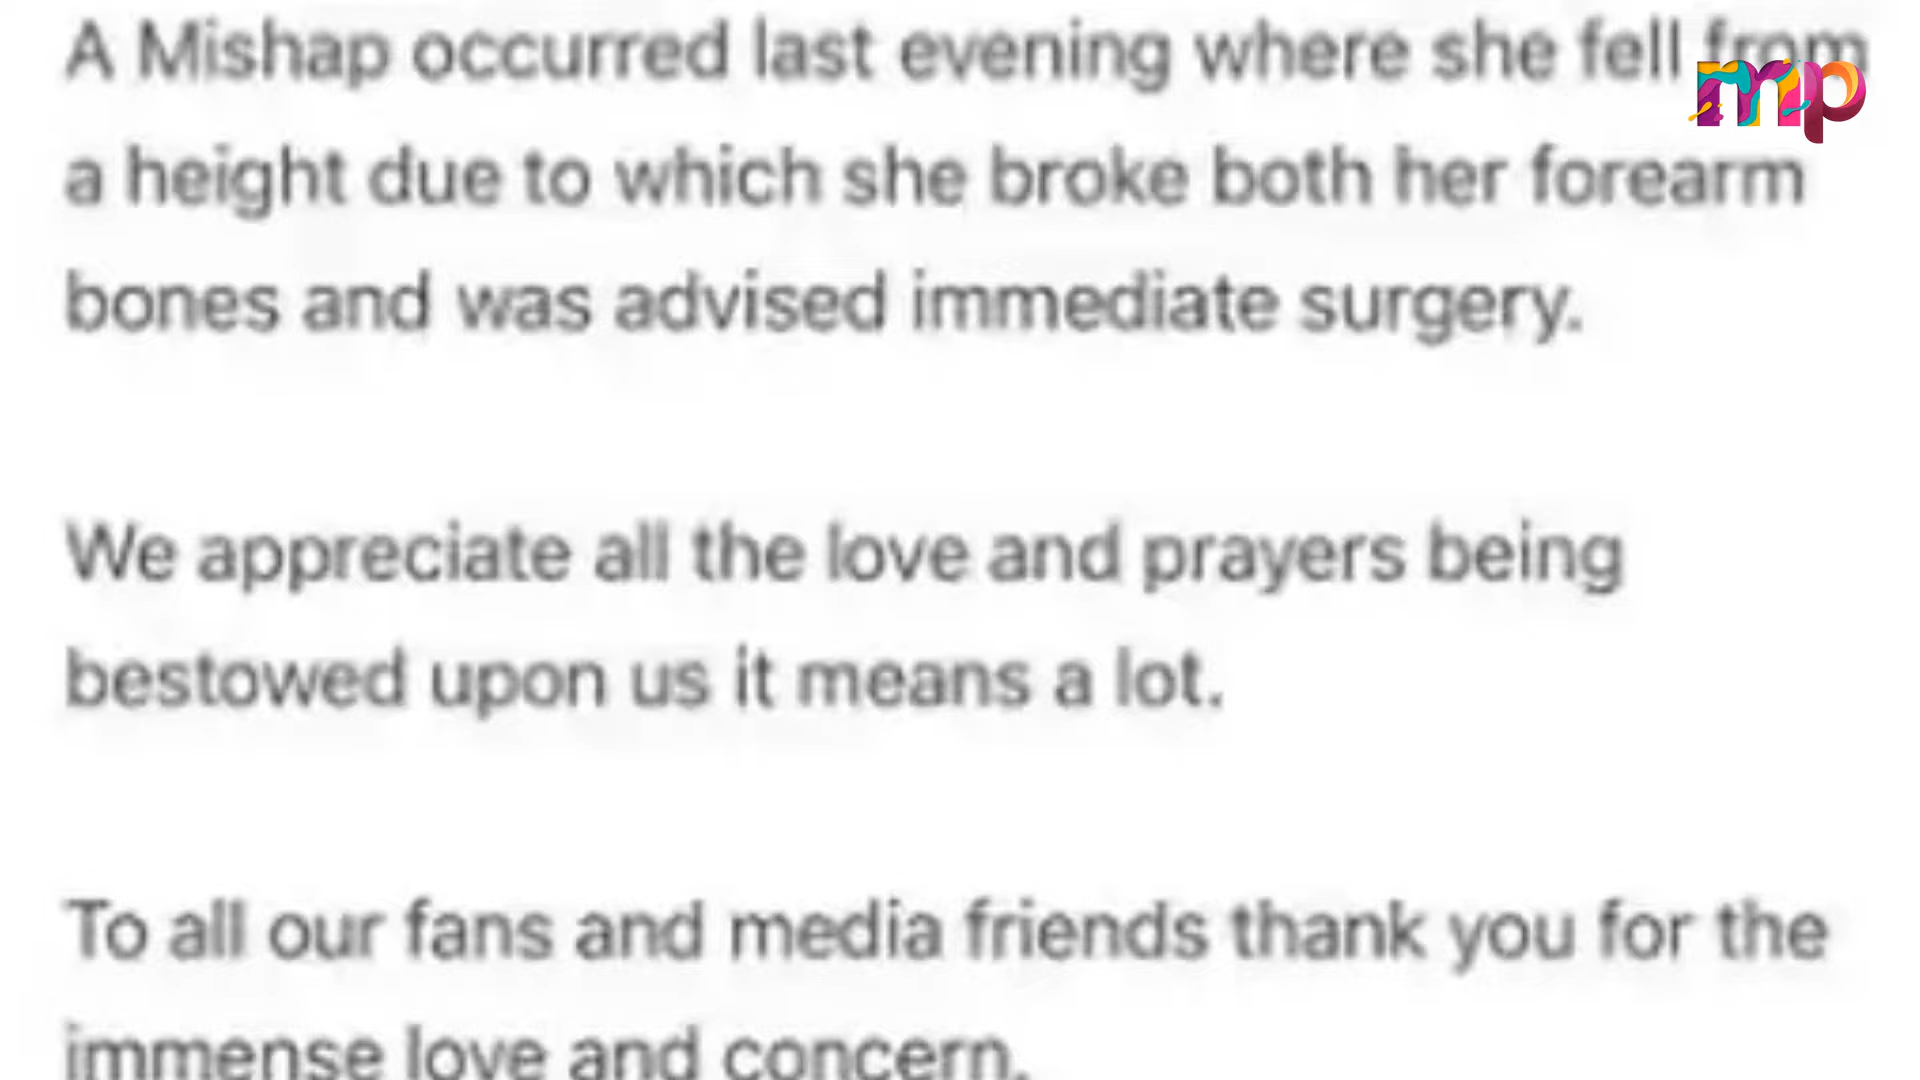 A Mishap occurred last evening where she fell from
mp
a height due to which she broke both her forearm
bones and was advised immediate surgery.
We appreciate all the love and prayers being
bestowed upon us it means a lot.
To all our fans and media friends thank you for the
immense love and concern.